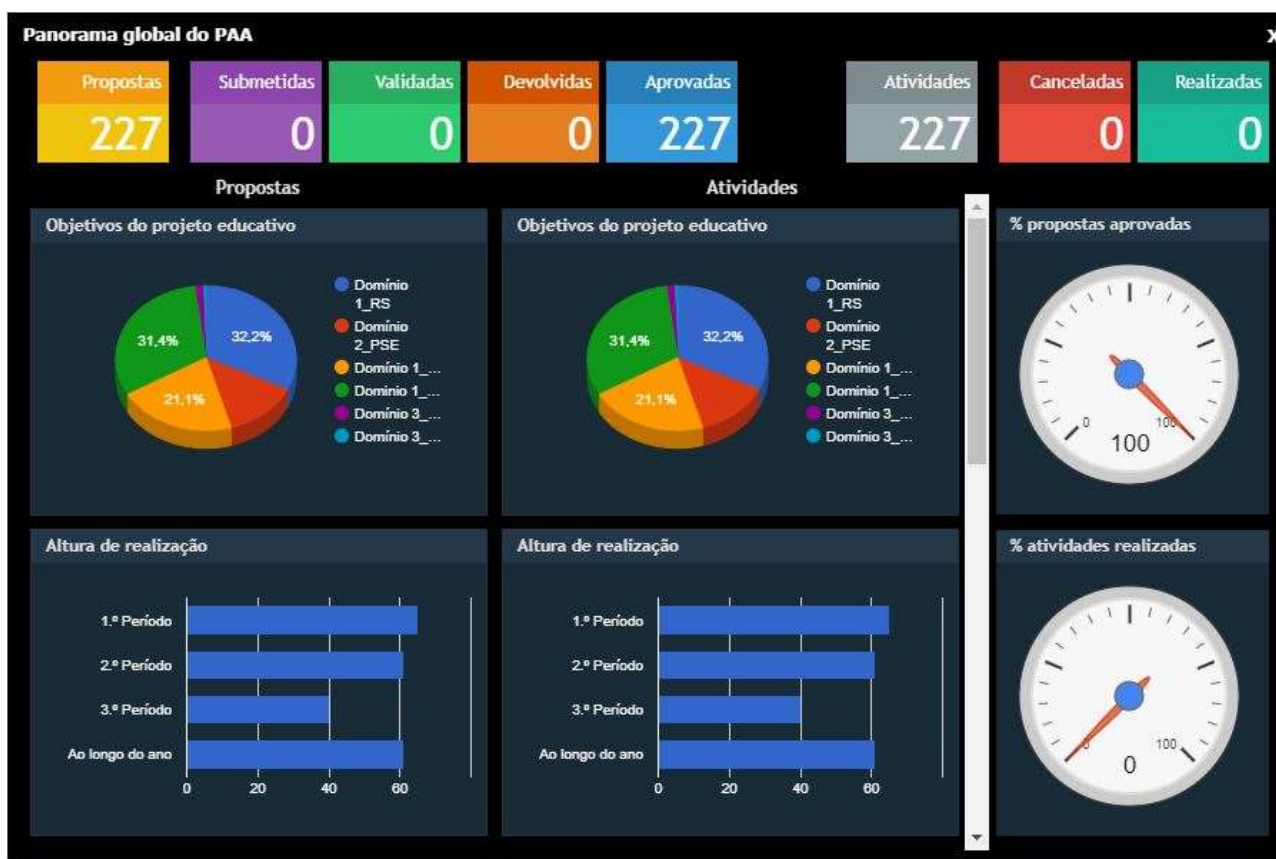 Panorama global do PAA
x
Propostas
227
Submetidas
0
Validadas
0
Devolvidas
0
Aprovadas
227
Atividades
227
Canceladas
0
Realizadas
0
Propostas
Objetivos do projeto educativo
31,4%
32,2%
21,1%
Domínio
1_RS
Domínio
2_PSE
Domínio 1_...
Dominio 1_...
Domínio 3_...
Domínio 3_...
Altura de realização
1.º Período
2.º Período
3.º Período
Ao longo do ano
0 20 40 60
Atividades
Objetivos do projeto educativo
31,4%
32,2%
21,1%
Domínio
1_RS
Domínio
2_PSE
Domínio 1_...
Dominio 1_...
Domínio 3_...
Domínio 3_...
Altura de realização
1.º Período
2.º Período
3.º Período
Ao longo do ano
0 20 40 60
% propostas aprovadas
0 100
100
% atividades realizadas
0 100
0